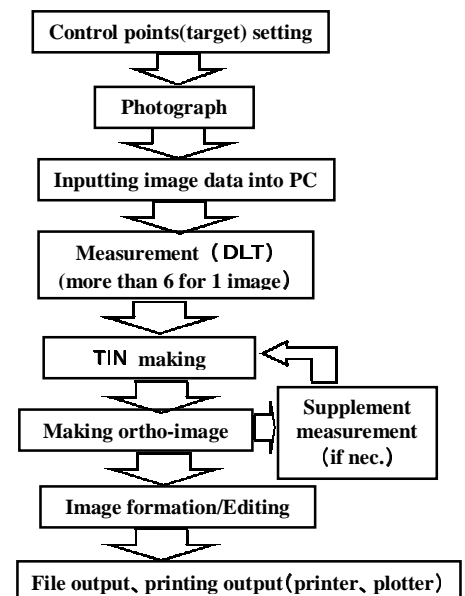 Control points(target) setting
Photograph
Inputting image data into PC
Measurement（DLT)
(more than 6 for 1 image）
TIN making
Making ortho-image
Supplement
measurement
（if nec.）
Image formation/Editing
File output、printing output（printer、plotter）